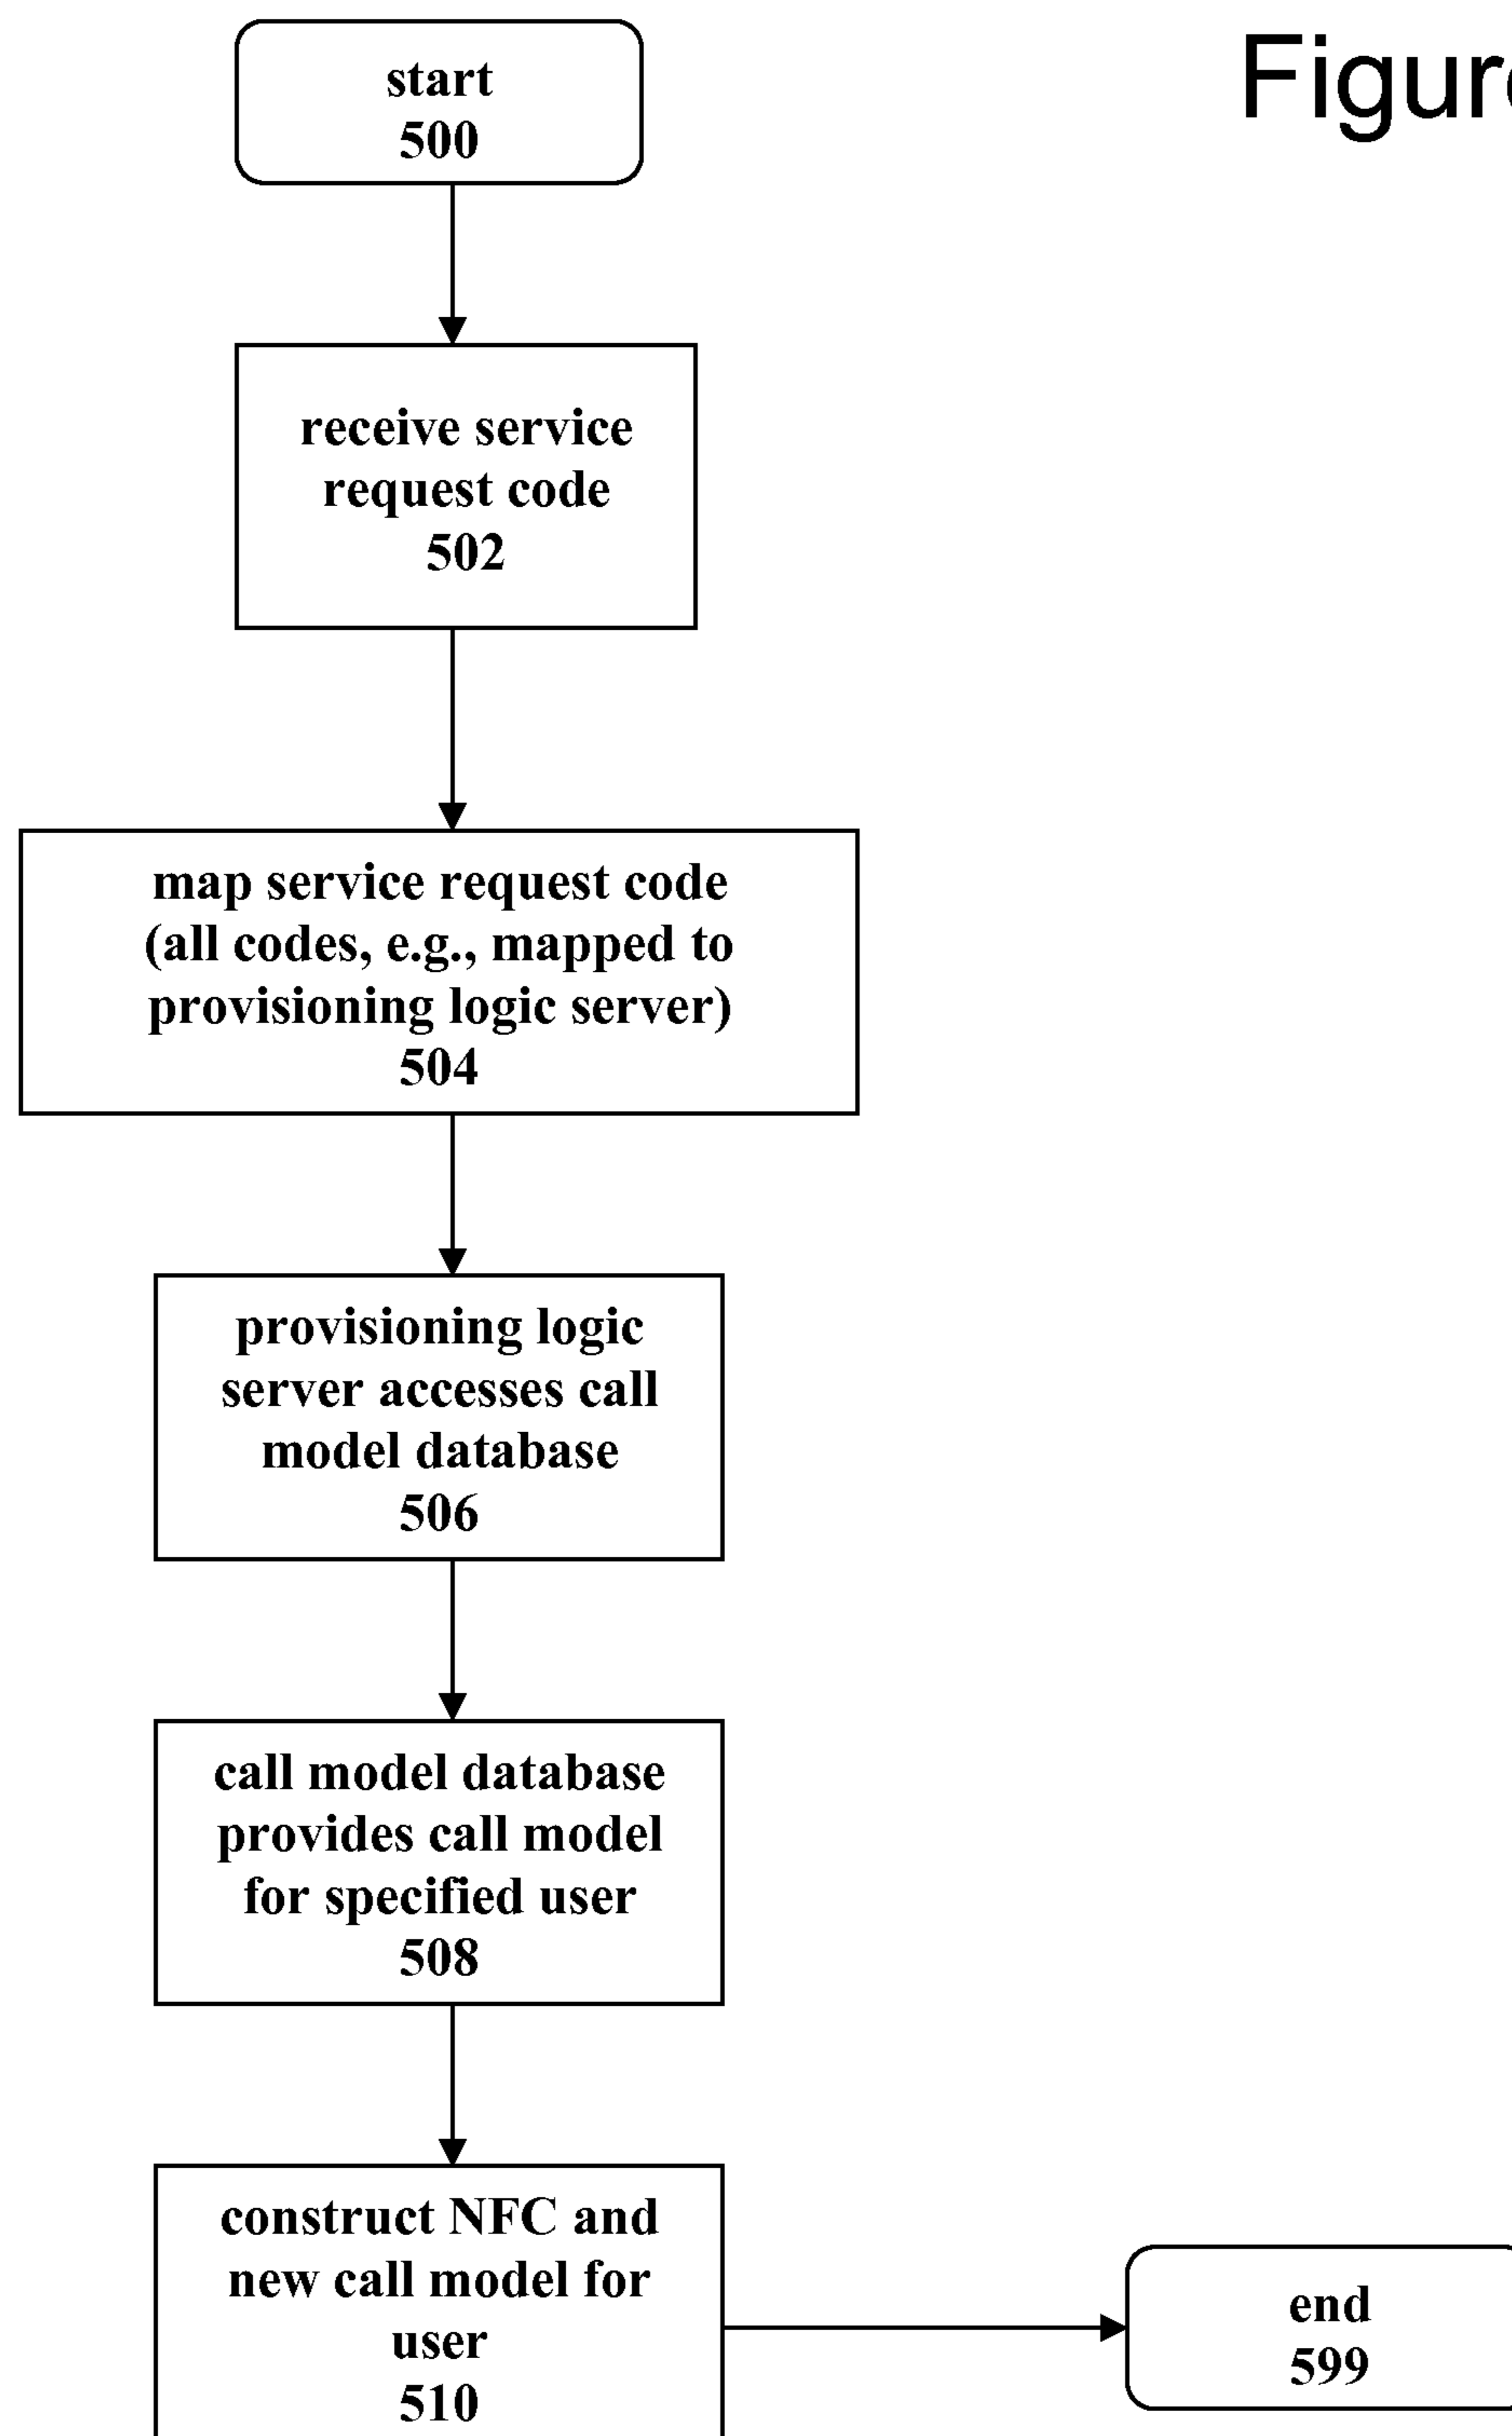 start
500
receive service
request code
502
map service request code
(all codes, e.g., mapped to
provisioning logic server)
504
provisioning logic
server accesses call
model database
506
call model database
provides call model
for specified user
508
construct NFC and
new call model for
user
510
end
599